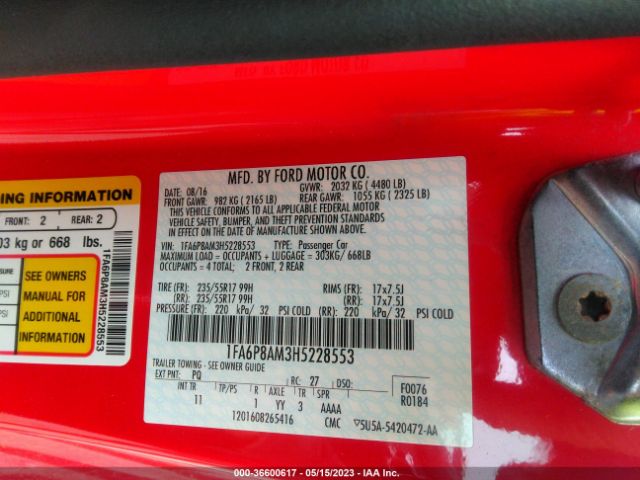 MFD. BY FORD MOTOR CO.
08/16 GVWR: 2032 KG ( 4480 LB)
FRONT GAWR: 982 KG ( 2165 LB) REAR GAWR: 1055 KG ( 2325 LB)
THIS VEHICLE CONFORMS TO ALL APPLICABLE FEDERAL MOTOR
VEHICLE SAFETY, BUMPER, AND THEFT PREVENTION STANDARDS
IN EFFECT ON THE DATE OF MANUFACTURE SHOWN ABOVE.
VIN: 1FA6P8AM3H5228553 TYPE: Passenger Car
MAXIMUM LOAD = OCCUPANTS + LUGGAGE = 303KG/ 668LB
OCCUPANTS = 4 TOTAL; 2 FRONT, 2 REAR
TIRE (FR): 235/55R17 99H RIMS (FR): 17x7.5J
(RR): 235/55R17 99H (RR): 17x7.5J
PRESSURE (FR): 220 kPa/ 32 PSI COLD (RR): 220 kPa/ 32 PSI COLD
1FA6P8AM3H5228553
TRAILER TOWING - SEE OWNER GUIDE
EXT PNT: PQ RC: 27 DSO:
INT TR TP/PS R AXLE TR SPR
11 1 YY 3 AAAA
F0076
R0184
1201608265416 CMC 5U5A-5420472-AA
ING INFORMATION
FRONT: 2 REAR: 2
03 kg or 668 lbs.
SSURE
PSI
PSI
SEE OWNERS
MANUAL FOR
ADDITIONAL
INFORMATION
1FA6P8AM3H5228553
000-36600617 - 05/15/2023 - IAA Inc.